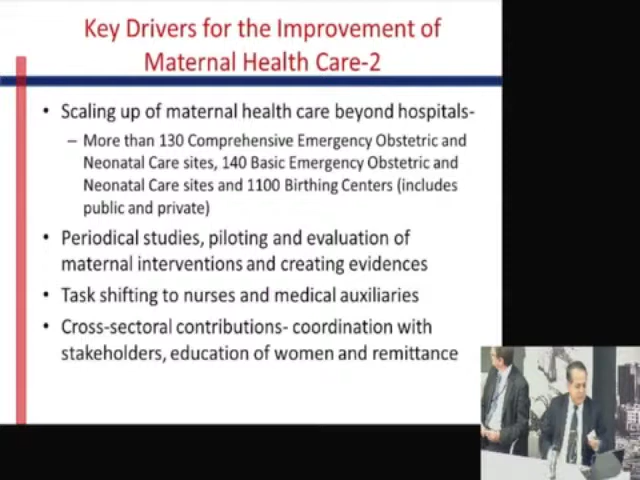 Key Drivers for the Improvement of
Maternal Health Care-2
• Scaling up of maternal health care beyond hospitals-
– More than 130 Comprehensive Emergency Obstetric and
Neonatal Care sites, 140 Basic Emergency Obstetric and
Neonatal Care sites and 1100 Birthing Centers (includes
public and private)
• Periodical studies, piloting and evaluation of
maternal interventions and creating evidences
• Task shifting to nurses and medical auxiliaries
• Cross-sectoral contributions- coordination with
stakeholders, education of women and remittance